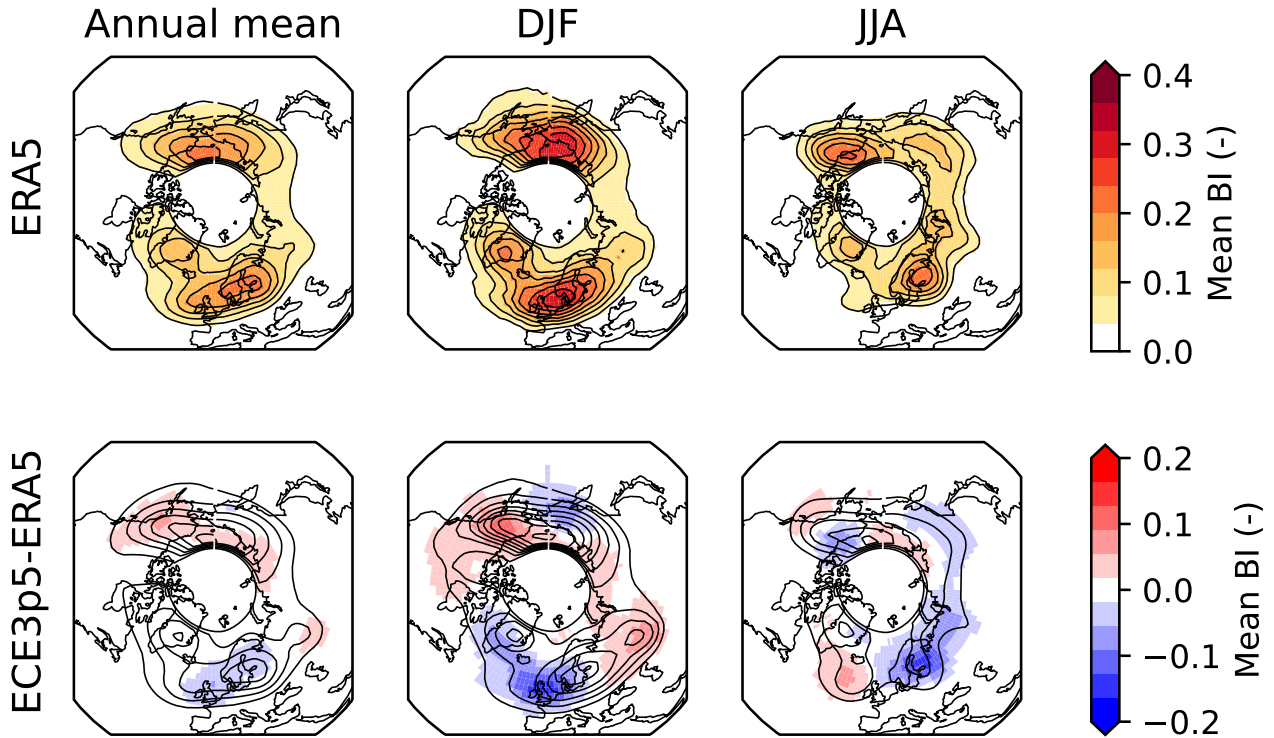 Annual mean
DJF
JJA
ERA5
0.4
0.3
0.2
0.1
0.0
Mean BI (-)
ECE3p5-ERA5
0.2
0.1
0.0
−0.1
−0.2
Mean BI (-)